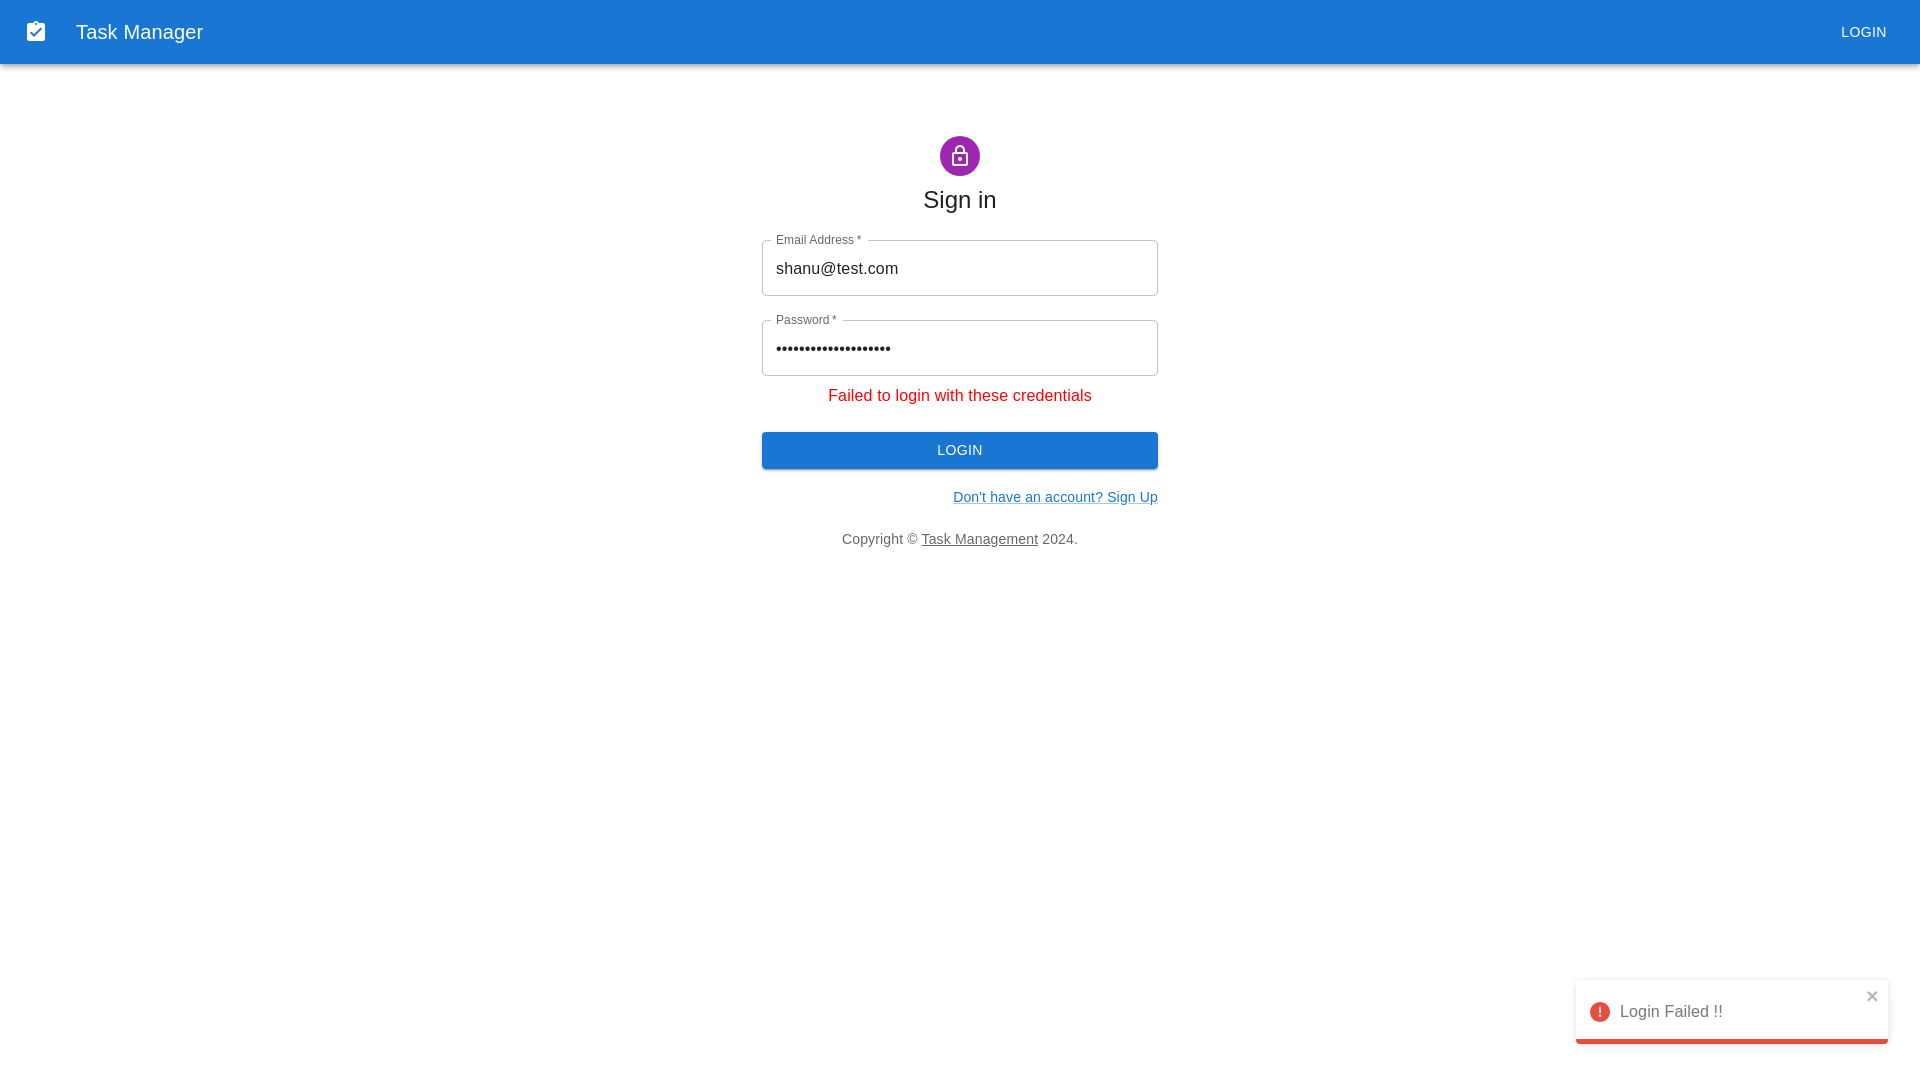 Task Manager
LOGIN
Sign in
Email Address *
shanu@test.com
Password *
••••••••••••••••••••
Failed to login with these credentials
LOGIN
Don't have an account? Sign Up
Copyright © Task Management 2024.
Login Failed !!